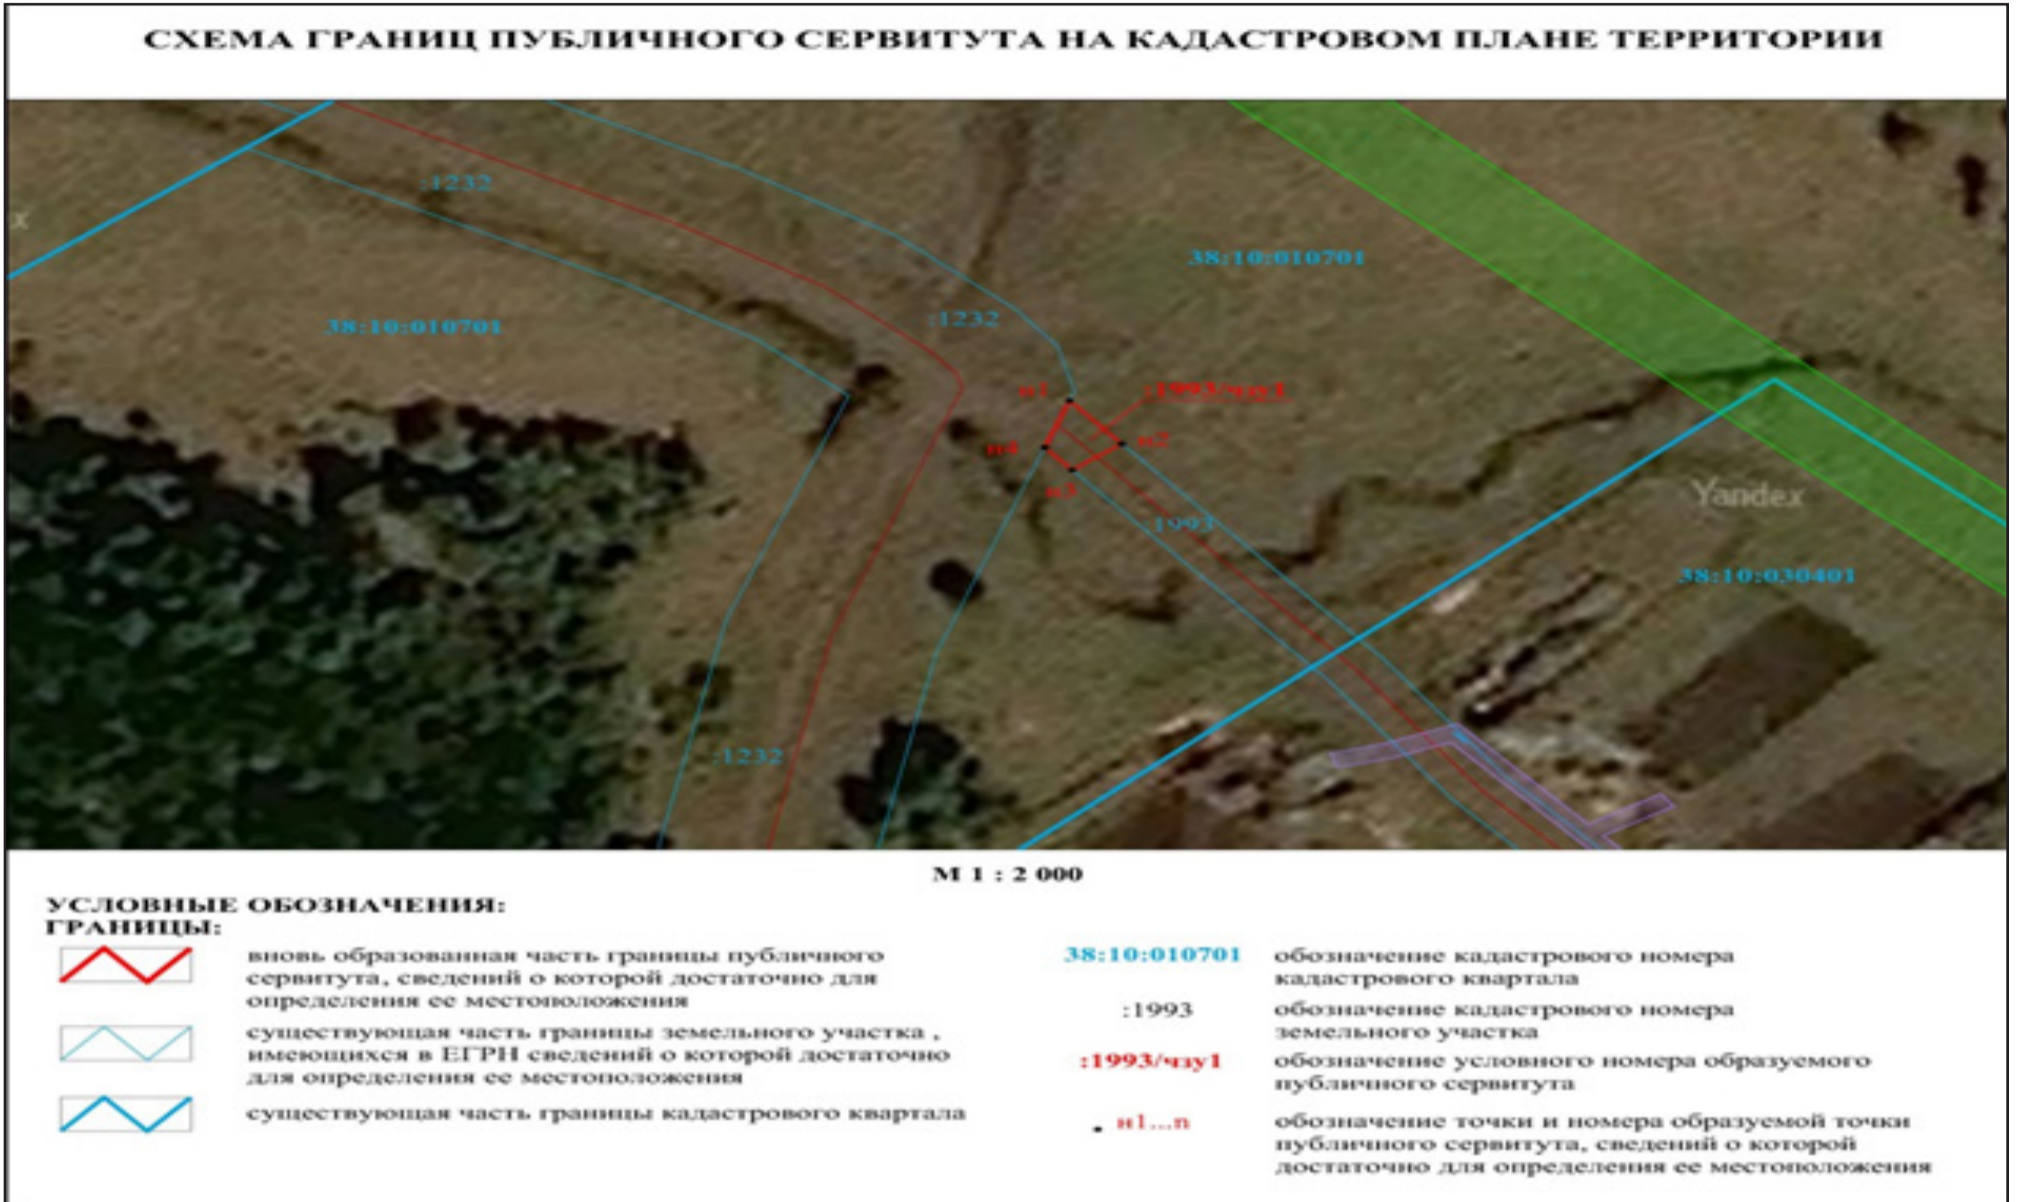 СХЕМА ГРАНИЦ ПУБЛИЧНОГО СЕРВИТУТА НА КАДАСТРОВОМ ПЛАНЕ ТЕРРИТОРИИ
:1232
x
38:10:010701
38:10:010701
:1232
н1
:1993/чзу1
н4
н2
н3
Yandex
:1993
38:10:030401
:1232
М 1 : 2 000
УСЛОВНЫЕ ОБОЗНАЧЕНИЯ:
ГРАНИЦЫ:
вновь образованная часть границы публичного
сервитута, сведений о которой достаточно для
определения ее местоположения
существующая часть границы земельного участка ,
имеющихся в ЕГРН сведений о которой достаточно
для определения ее местоположения
существующая часть границы кадастрового квартала
38:10:010701
обозначение кадастрового номера
кадастрового квартала
:1993
обозначение кадастрового номера
земельного участка
:1993/чзу1
обозначение условного номера образуемого
публичного сервитута
н1...n
обозначение точки и номера образуемой точки
публичного сервитута, сведений о которой
достаточно для определения ее местоположения